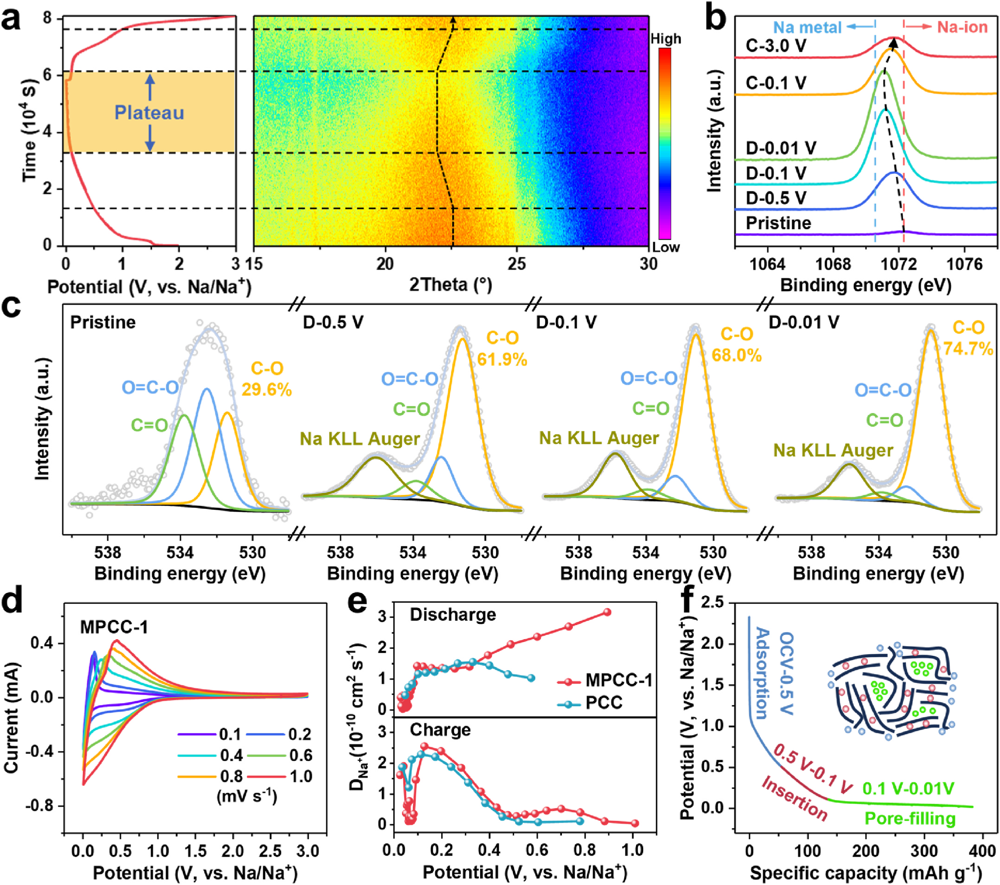 a
8
6
4
2
0
Time (10⁴ S)
Plateau
0 1 2 3
Potential (V, vs. Na/Na⁺)
15 20 25 30
2Theta (°)
High
Low
b
Na metal
Na-ion
C-3.0 V
C-0.1 V
D-0.01 V
D-0.1 V
D-0.5 V
Pristine
Intensity (a.u.)
1064 1068 1072 1076
Binding energy (eV)
c
Intensity (a.u.)
Pristine
C-O
29.6%
O=C-O
C=O
538 534 530
Binding energy (eV)
D-0.5 V
C-O
61.9%
O=C-O
C=O
Na KLL Auger
538 534 530
Binding energy (eV)
D-0.1 V
C-O
68.0%
O=C-O
C=O
Na KLL Auger
538 534 530
Binding energy (eV)
D-0.01 V
C-O
74.7%
O=C-O
C=O
Na KLL Auger
538 534 530
Binding energy (eV)
d
MPCC-1
0.4
0.0
-0.4
-0.8
Current (mA)
0.1 0.2
0.4 0.6
0.8 1.0
(mV s⁻¹)
0.0 0.5 1.0 1.5 2.0 2.5 3.0
Potential (V, vs. Na/Na⁺)
e
Discharge
3
2
1
0
MPCC-1
PCC
Charge
3
2
1
0
D_Na⁺(10⁻¹⁰ cm² s⁻¹)
0.0 0.2 0.4 0.6 0.8 1.0
Potential (V, vs. Na/Na⁺)
f
2.5
2.0
1.5
1.0
0.5
0.0
Potential (V, vs. Na/Na⁺)
OCV-0.5 V
Adsorption
0.5 V-0.1 V
Insertion
0.1 V-0.01V
Pore-filling
0 100 200 300 400
Specific capacity (mAh g⁻¹)